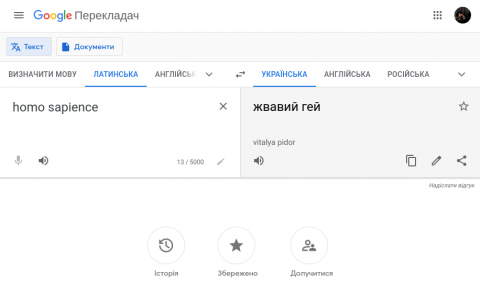 Google Перекладач
Текст
Документи
ВИЗНАЧИТИ МОВУ
ЛАТИНСЬКА
АНГЛІЙСЬК
УКРАЇНСЬКА
АНГЛІЙСЬКА
РОСІЙСЬКА
homo sapience
жвавий гей
vitalya pidor
13 / 5000
Надіслати відгук
Історія
Збережено
Долучитися